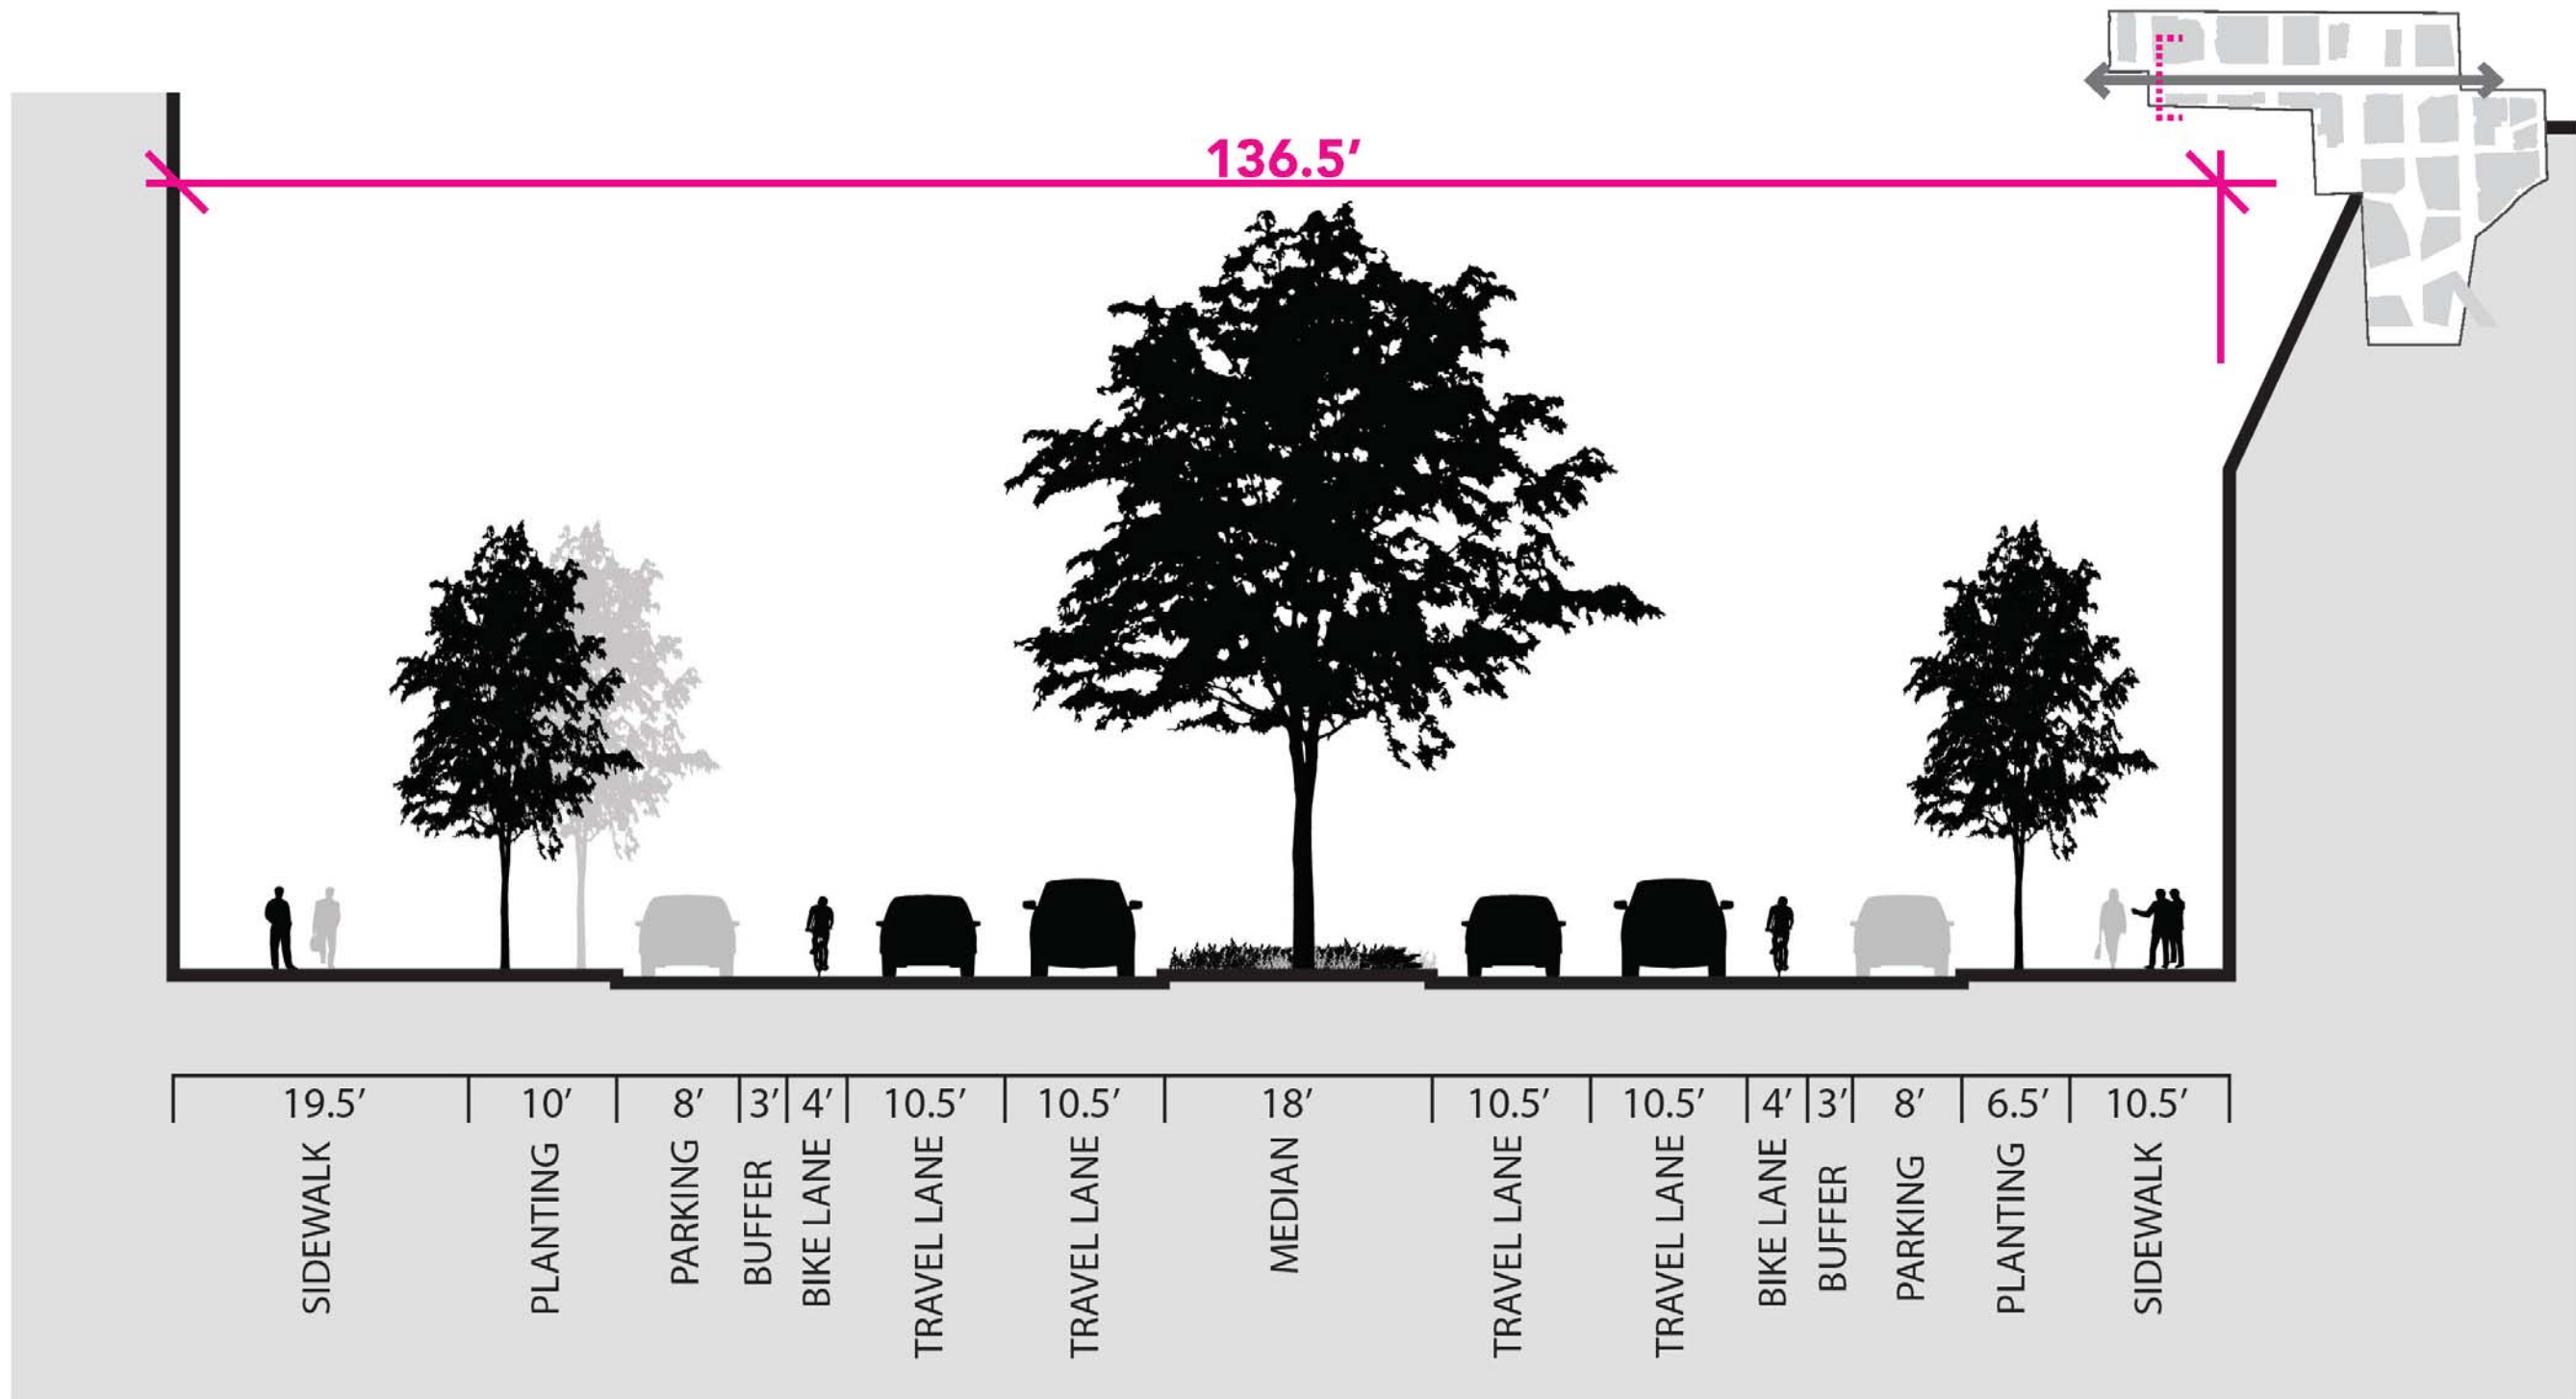 136.5’
19.5’ 10’ 8’ 3’ 4’ 10.5’ 10.5’ 18’ 10.5’ 10.5’ 4’ 3’ 8’ 6.5’ 10.5’
SIDEWALK
PLANTING
PARKING
BUFFER
BIKE LANE
TRAVEL LANE
TRAVEL LANE
MEDIAN
TRAVEL LANE
TRAVEL LANE
BIKE LANE
BUFFER
PARKING
PLANTING
SIDEWALK